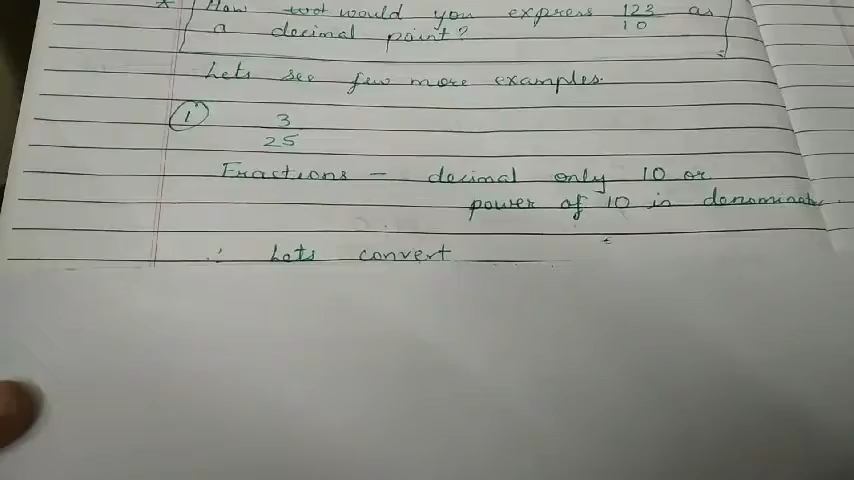 * How would you express 123/10 as
a decimal point?
Lets see few more examples.
1 3/25
Fractions - decimal only 10 or
power of 10 in denominator.
∴ Lets convert